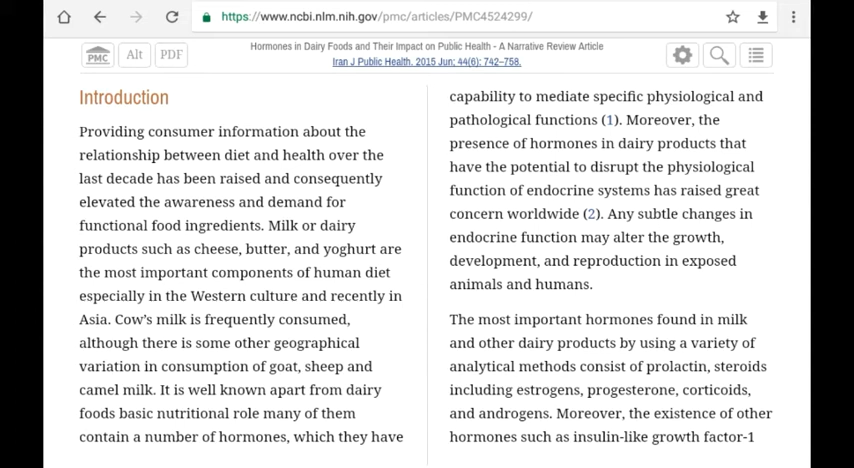 https://www.ncbi.nlm.nih.gov/pmc/articles/PMC4524299/
PMC
Alt
PDF
Hormones in Dairy Foods and Their Impact on Public Health - A Narrative Review Article
Iran J Public Health. 2015 Jun; 44(6): 742–758.
Introduction
Providing consumer information about the
relationship between diet and health over the
last decade has been raised and consequently
elevated the awareness and demand for
functional food ingredients. Milk or dairy
products such as cheese, butter, and yoghurt are
the most important components of human diet
especially in the Western culture and recently in
Asia. Cow's milk is frequently consumed,
although there is some other geographical
variation in consumption of goat, sheep and
camel milk. It is well known apart from dairy
foods basic nutritional role many of them
contain a number of hormones, which they have
capability to mediate specific physiological and
pathological functions (1). Moreover, the
presence of hormones in dairy products that
have the potential to disrupt the physiological
function of endocrine systems has raised great
concern worldwide (2). Any subtle changes in
endocrine function may alter the growth,
development, and reproduction in exposed
animals and humans.
The most important hormones found in milk
and other dairy products by using a variety of
analytical methods consist of prolactin, steroids
including estrogens, progesterone, corticoids,
and androgens. Moreover, the existence of other
hormones such as insulin-like growth factor-1